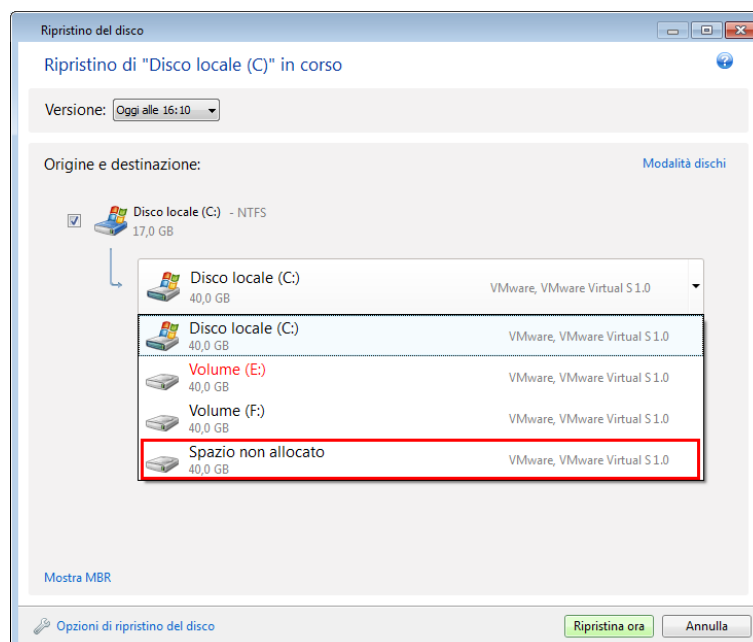 Ripristino del disco
Ripristino di "Disco locale (C)" in corso
Versione: Oggi alle 16:10
Origine e destinazione: Modalità dischi
Disco locale (C:) - NTFS
17,0 GB
Disco locale (C:) VMware, VMware Virtual S 1.0
40,0 GB
Disco locale (C:) VMware, VMware Virtual S 1.0
40,0 GB
Volume (E:) VMware, VMware Virtual S 1.0
40,0 GB
Volume (F:) VMware, VMware Virtual S 1.0
40,0 GB
Spazio non allocato VMware, VMware Virtual S 1.0
40,0 GB
Mostra MBR
Opzioni di ripristino del disco Ripristina ora Annulla